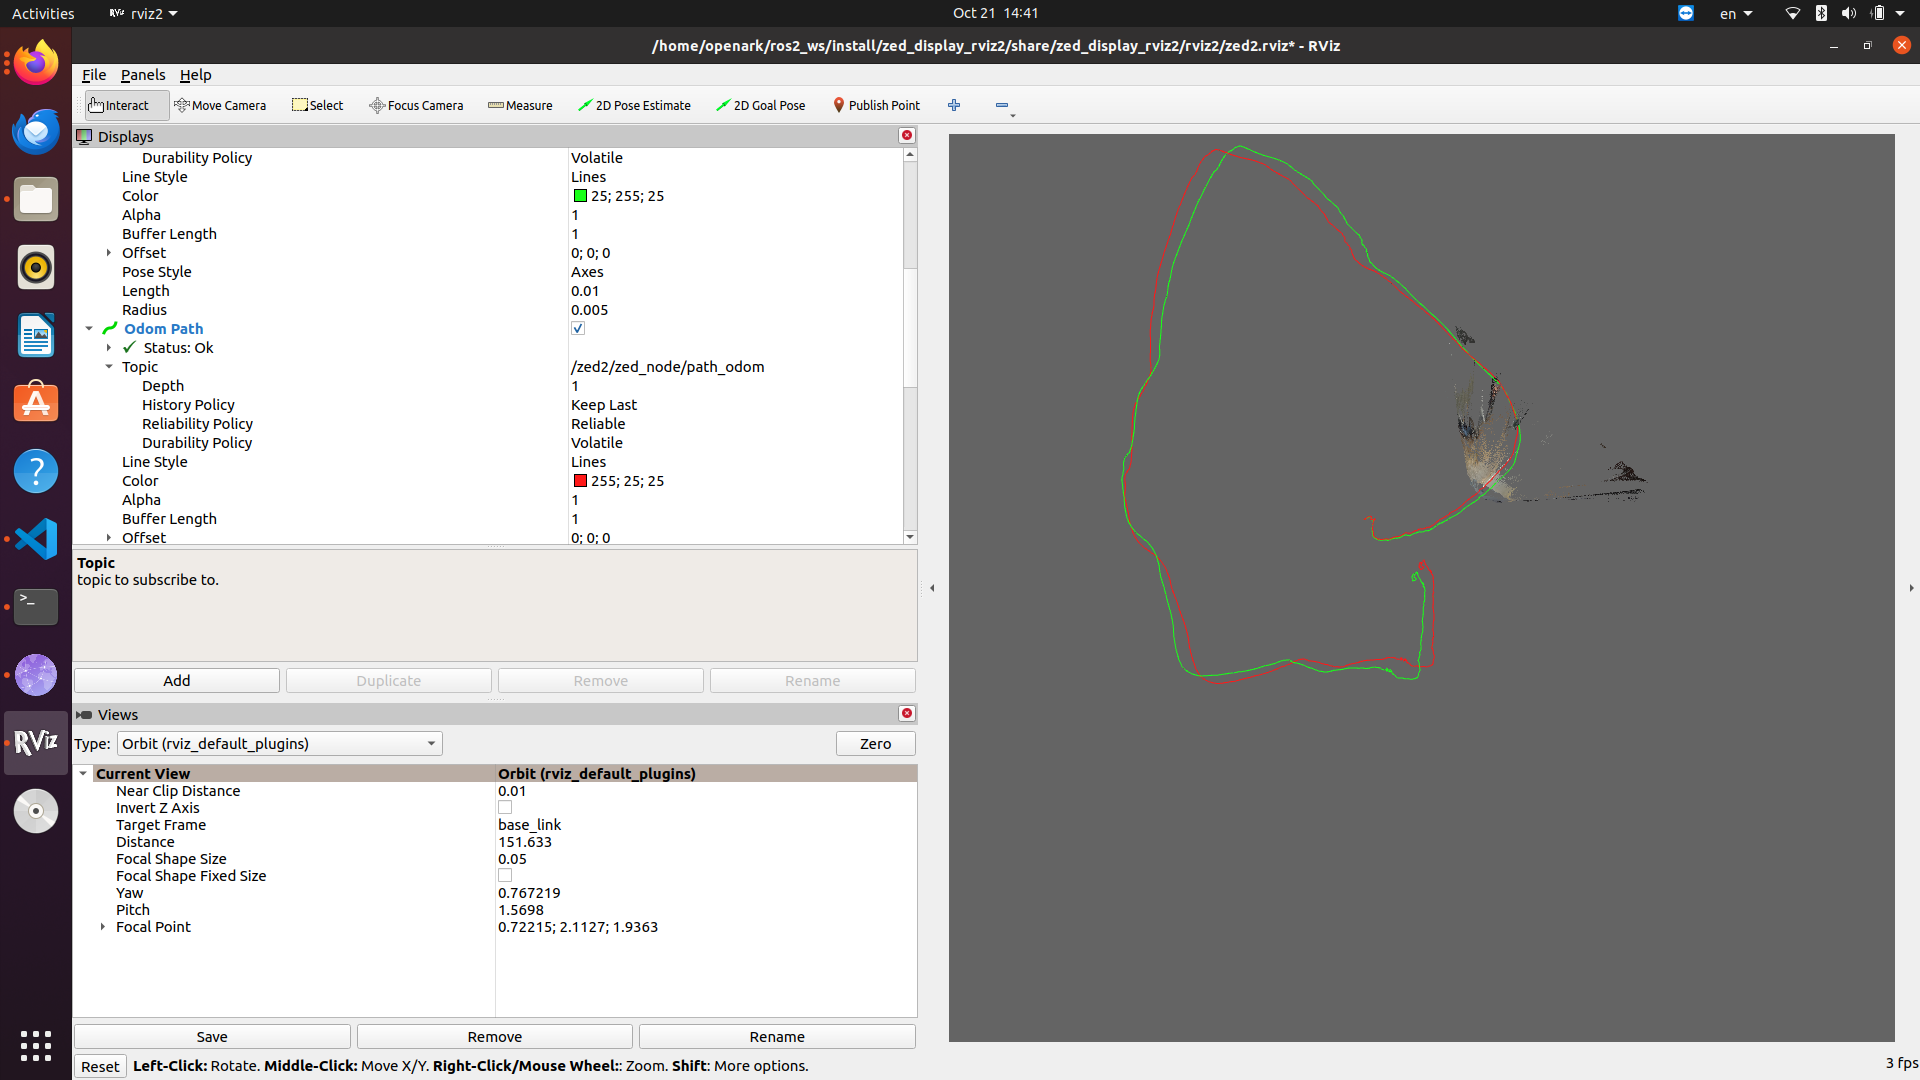 Activities
RViz rviz2
Oct 21 14:41
en
/home/openark/ros2_ws/install/zed_display_rviz2/share/zed_display_rviz2/rviz2/zed2.rviz* - RViz
File Panels Help
Interact Move Camera Select Focus Camera Measure 2D Pose Estimate 2D Goal Pose Publish Point
Displays
Durability Policy Volatile
Line Style Lines
Color 25; 255; 25
Alpha 1
Buffer Length 1
Offset 0; 0; 0
Pose Style Axes
Length 0.01
Radius 0.005
Odom Path
Status: Ok
Topic /zed2/zed_node/path_odom
Depth 1
History Policy Keep Last
Reliability Policy Reliable
Durability Policy Volatile
Line Style Lines
Color 255; 25; 25
Alpha 1
Buffer Length 1
Offset 0; 0; 0
Topic
topic to subscribe to.
Add Duplicate Remove Rename
Views
Type: Orbit (rviz_default_plugins) Zero
Current View Orbit (rviz_default_plugins)
Near Clip Distance 0.01
Invert Z Axis
Target Frame base_link
Distance 151.633
Focal Shape Size 0.05
Focal Shape Fixed Size
Yaw 0.767219
Pitch 1.5698
Focal Point 0.72215; 2.1127; 1.9363
Save Remove Rename
Reset Left-Click: Rotate. Middle-Click: Move X/Y. Right-Click/Mouse Wheel:: Zoom. Shift: More options.
3 fps
RViz